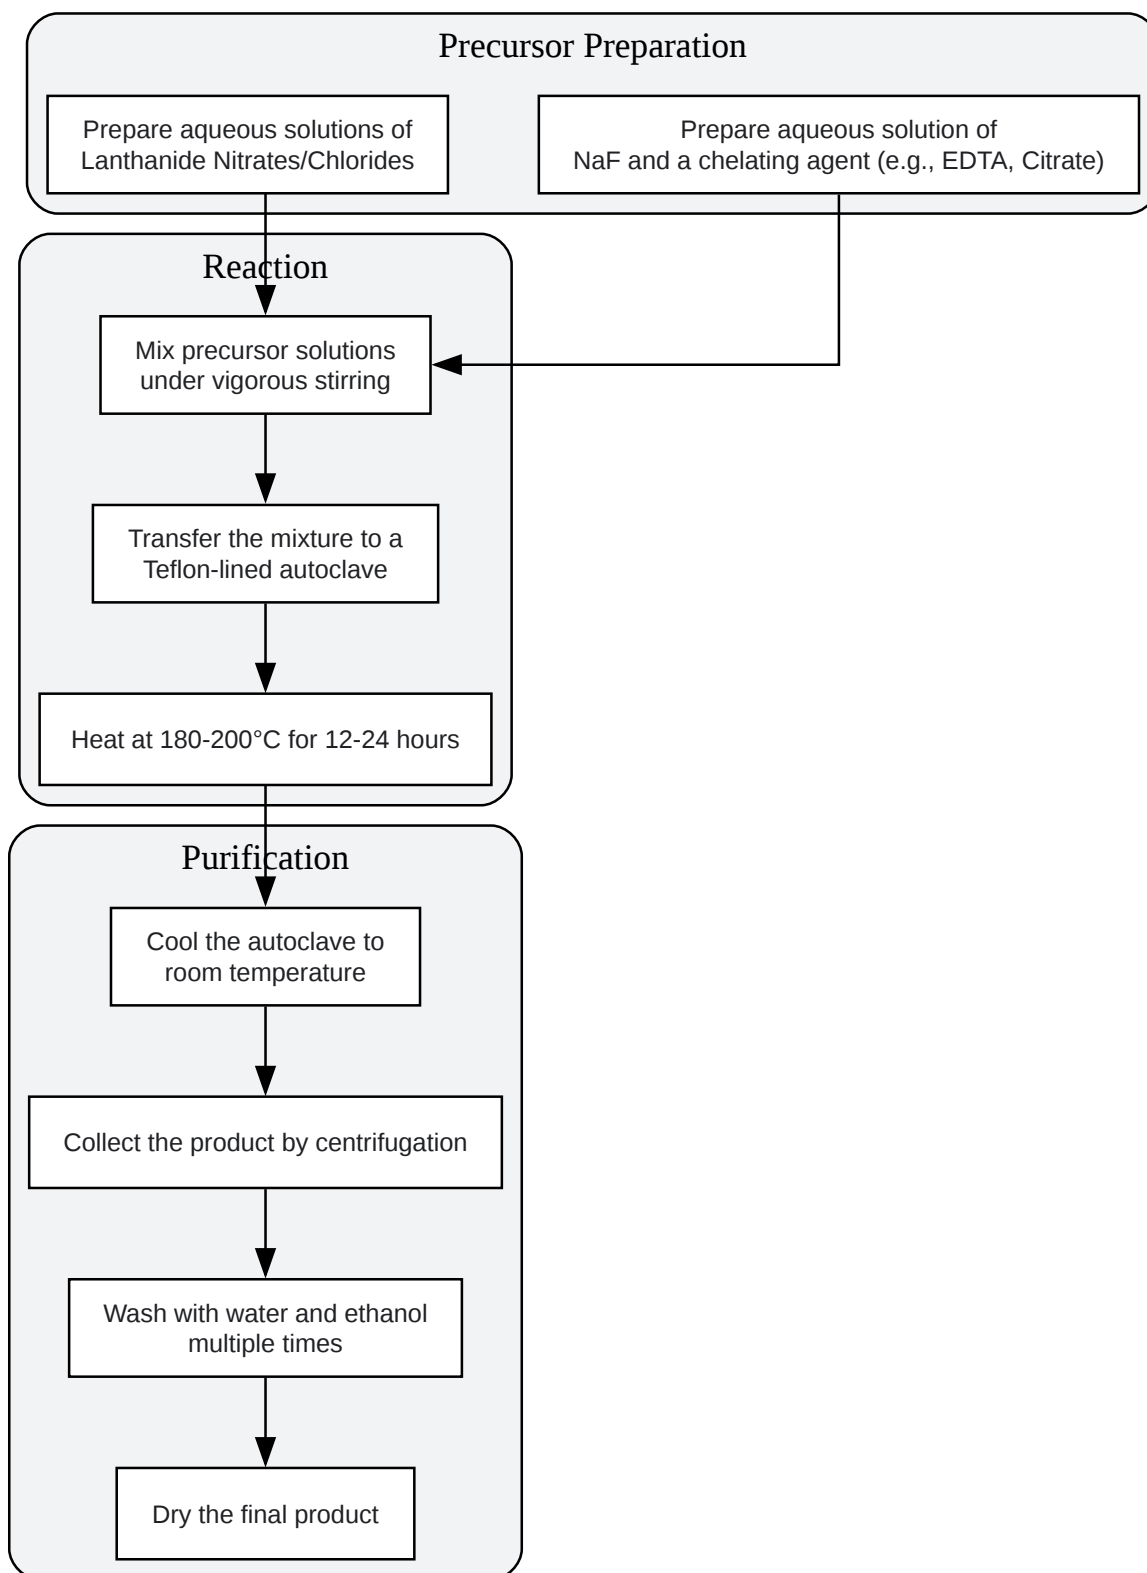 Precursor Preparation
Prepare aqueous solutions of
Lanthanide Nitrates/Chlorides
Prepare aqueous solution of
NaF and a chelating agent (e.g., EDTA, Citrate)
Reaction
Mix precursor solutions
under vigorous stirring
Transfer the mixture to a
Teflon-lined autoclave
Heat at 180-200°C for 12-24 hours
Purification
Cool the autoclave to
room temperature
Collect the product by centrifugation
Wash with water and ethanol
multiple times
Dry the final product